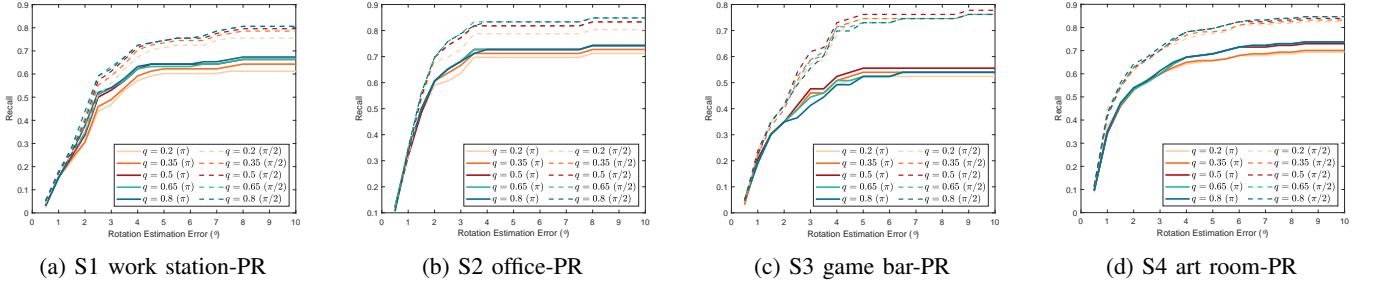 0.9
0.8
0.7
0.6
0.5
0.4
0.3
0.2
0.1
0
Recall
0 1 2 3 4 5 6 7 8 9 10
Rotation Estimation Error (°)
q = 0.2 (π) q = 0.2 (π/2)
q = 0.35 (π) q = 0.35 (π/2)
q = 0.5 (π) q = 0.5 (π/2)
q = 0.65 (π) q = 0.65 (π/2)
q = 0.8 (π) q = 0.8 (π/2)
(a) S1 work station-PR
0.9
0.8
0.7
0.6
0.5
0.4
0.3
0.2
0.1
Recall
0 1 2 3 4 5 6 7 8 9 10
Rotation Estimation Error (°)
q = 0.2 (π) q = 0.2 (π/2)
q = 0.35 (π) q = 0.35 (π/2)
q = 0.5 (π) q = 0.5 (π/2)
q = 0.65 (π) q = 0.65 (π/2)
q = 0.8 (π) q = 0.8 (π/2)
(b) S2 office-PR
0.8
0.7
0.6
0.5
0.4
0.3
0.2
0.1
0
Recall
0 1 2 3 4 5 6 7 8 9 10
Rotation Estimation Error (°)
q = 0.2 (π) q = 0.2 (π/2)
q = 0.35 (π) q = 0.35 (π/2)
q = 0.5 (π) q = 0.5 (π/2)
q = 0.65 (π) q = 0.65 (π/2)
q = 0.8 (π) q = 0.8 (π/2)
(c) S3 game bar-PR
1
0.9
0.8
0.7
0.6
0.5
0.4
0.3
0.2
0.1
0
Recall
0 1 2 3 4 5 6 7 8 9 10
Rotation Estimation Error (°)
q = 0.2 (π) q = 0.2 (π/2)
q = 0.35 (π) q = 0.35 (π/2)
q = 0.5 (π) q = 0.5 (π/2)
q = 0.65 (π) q = 0.65 (π/2)
q = 0.8 (π) q = 0.8 (π/2)
(d) S4 art room-PR